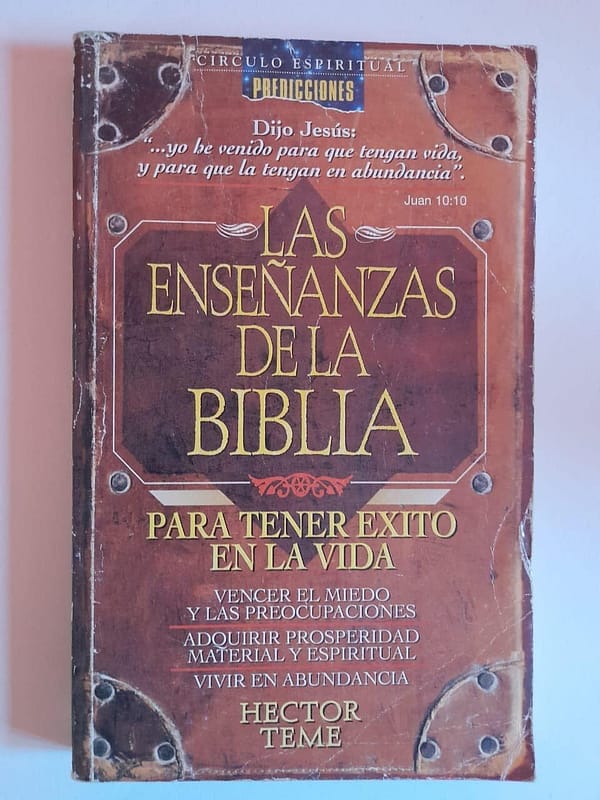 CIRCULO ESPIRITUAL
PREDICCIONES
Dijo Jesús:
"...yo he venido para que tengan vida,
y para que la tengan en abundancia".
Juan 10:10
LAS
ENSEÑANZAS
DE LA
BIBLIA
PARA TENER EXITO
EN LA VIDA
VENCER EL MIEDO
Y LAS PREOCUPACIONES
ADQUIRIR PROSPERIDAD
MATERIAL Y ESPIRITUAL
VIVIR EN ABUNDANCIA
HECTOR
TEME